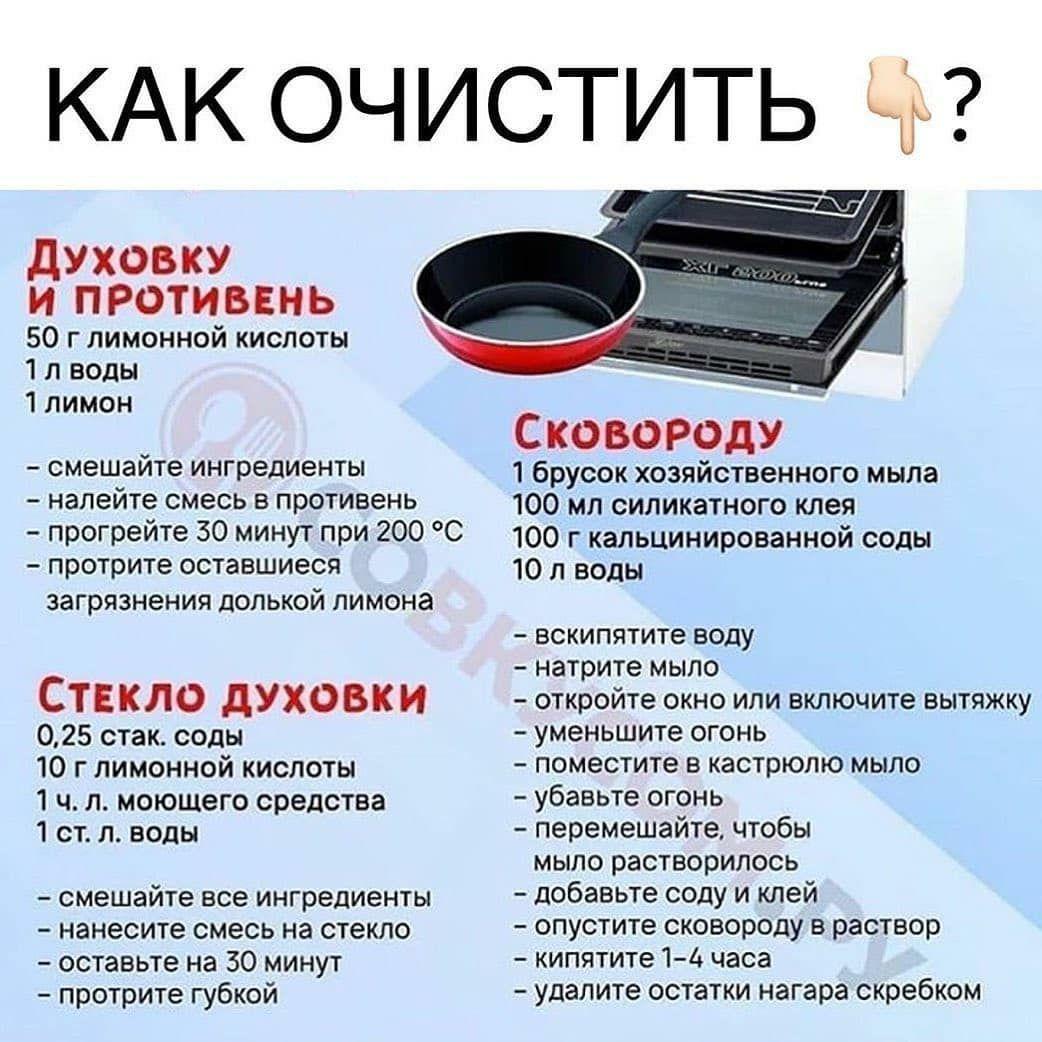 КАК ОЧИСТИТЬ 👇🏻?
Духовку
и противень
50 г лимонной кислоты
1 л воды
1 лимон
– смешайте ингредиенты
– налейте смесь в противень
– прогрейте 30 минут при 200 °С
– протрите оставшиеся
загрязнения долькой лимона
Стекло духовки
0,25 стак. соды
10 г лимонной кислоты
1 ч. л. моющего средства
1 ст. л. воды
– смешайте все ингредиенты
– нанесите смесь на стекло
– оставьте на 30 минут
– протрите губкой
Сковороду
1 брусок хозяйственного мыла
100 мл силикатного клея
100 г кальцинированной соды
10 л воды
– вскипятите воду
– натрите мыло
– откройте окно или включите вытяжку
– уменьшите огонь
– поместите в кастрюлю мыло
– убавьте огонь
– перемешайте, чтобы
мыло растворилось
– добавьте соду и клей
– опустите сковороду в раствор
– кипятите 1–4 часа
– удалите остатки нагара скребком
СОВКУСОМ.РУ